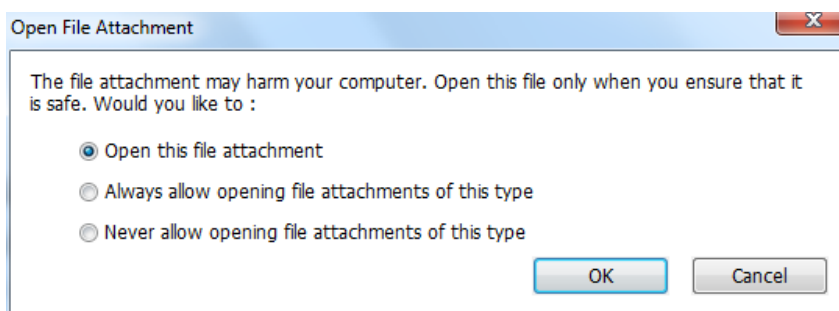 Open File Attachment
The file attachment may harm your computer. Open this file only when you ensure that it
is safe. Would you like to :
Open this file attachment
Always allow opening file attachments of this type
Never allow opening file attachments of this type
OK Cancel